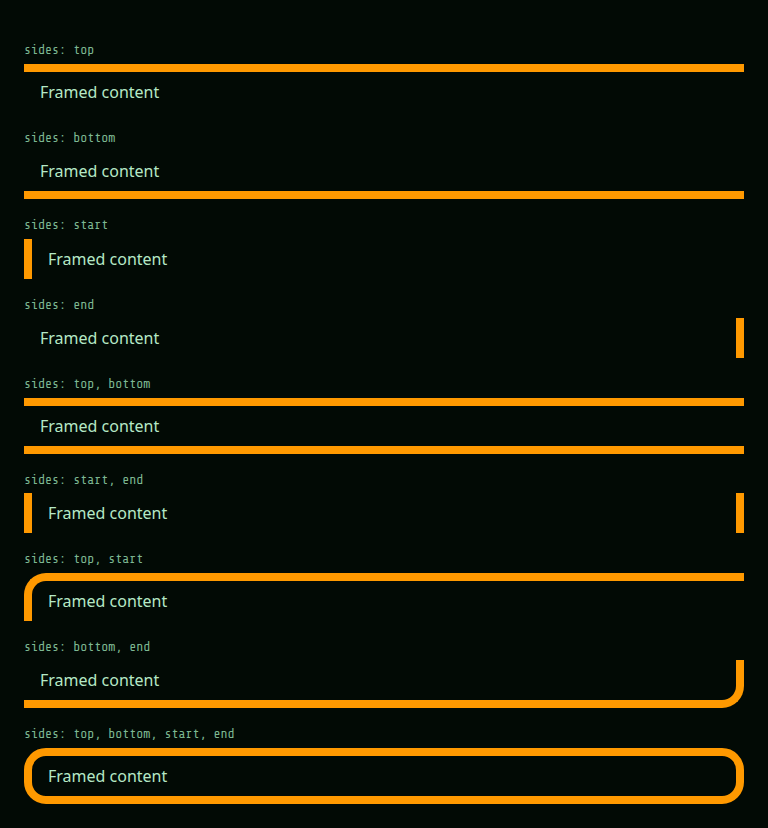 sides: top
Framed content
sides: bottom
Framed content
sides: start
Framed content
sides: end
Framed content
sides: top, bottom
Framed content
sides: start, end
Framed content
sides: top, start
Framed content
sides: bottom, end
Framed content
sides: top, bottom, start, end
Framed content